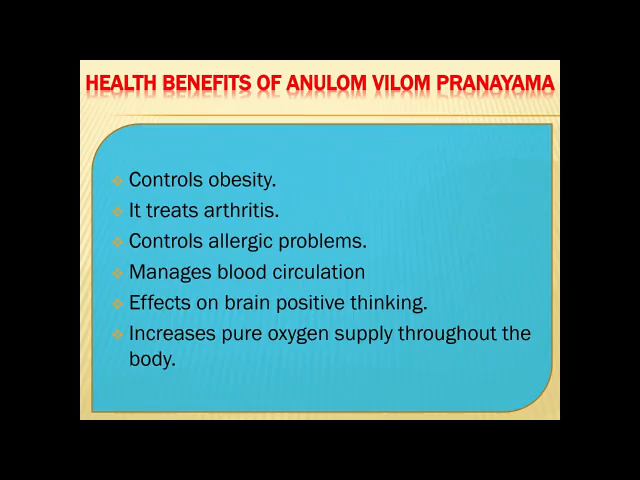 HEALTH BENEFITS OF ANULOM VILOM PRANAYAMA
Controls obesity.
It treats arthritis.
Controls allergic problems.
Manages blood circulation
Effects on brain positive thinking.
Increases pure oxygen supply throughout the
body.